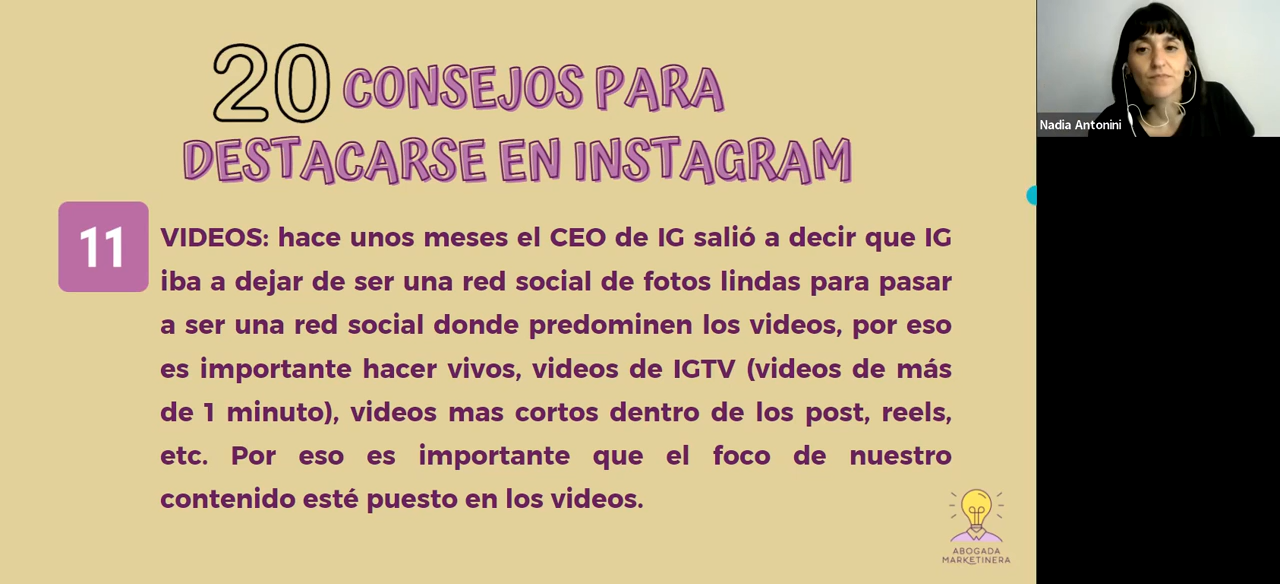 20 CONSEJOS PARA
DESTACARSE EN INSTAGRAM
11
VIDEOS: hace unos meses el CEO de IG salió a decir que IG
iba a dejar de ser una red social de fotos lindas para pasar
a ser una red social donde predominen los videos, por eso
es importante hacer vivos, videos de IGTV (videos de más
de 1 minuto), videos mas cortos dentro de los post, reels,
etc. Por eso es importante que el foco de nuestro
contenido esté puesto en los videos.
ABOGADA
MARKETINERA
Nadia Antonini